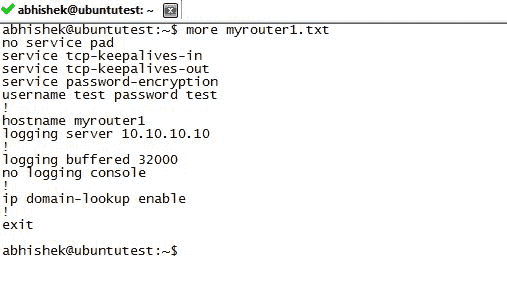 abhishek@ubuntutest: ~
abhishek@ubuntutest:~$ more myrouter1.txt
no service pad
service tcp-keepalives-in
service tcp-keepalives-out
service password-encryption
username test password test
!
hostname myrouter1
logging server 10.10.10.10
!
logging buffered 32000
no logging console
!
ip domain-lookup enable
!
exit
abhishek@ubuntutest:~$